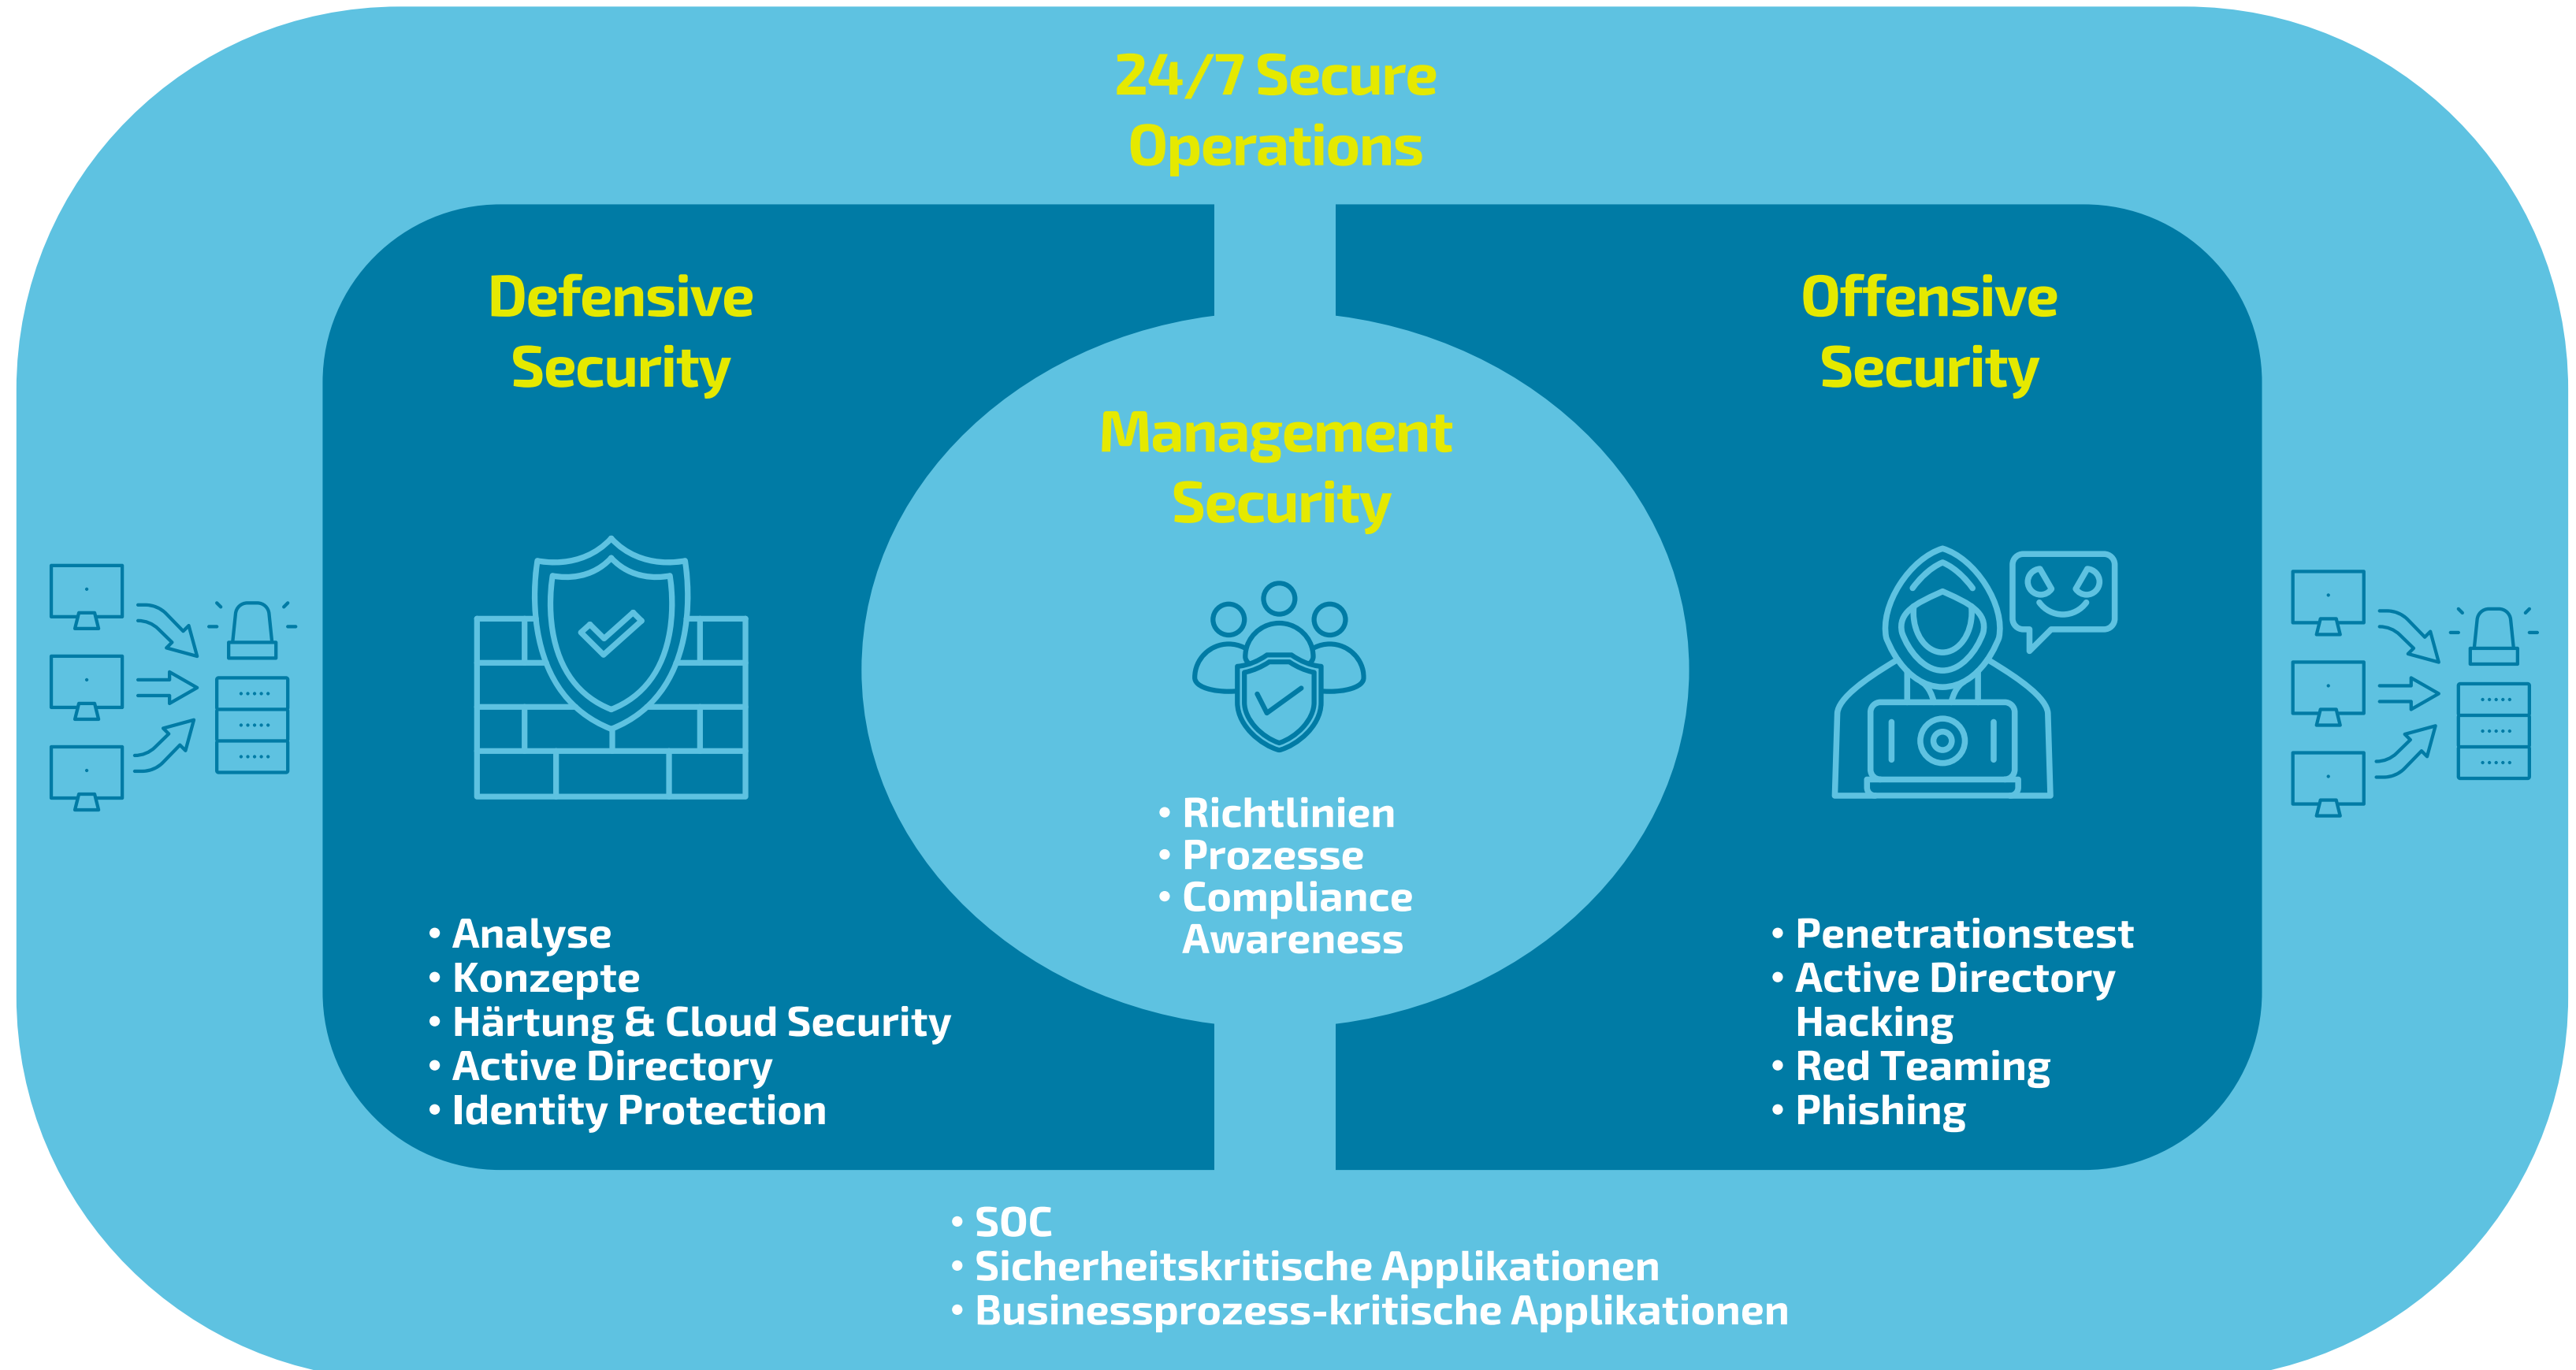 24/7 Secure
Operations
Defensive
Security
• Analyse
• Konzepte
• Härtung & Cloud Security
• Active Directory
• Identity Protection
Management
Security
• Richtlinien
• Prozesse
• Compliance
Awareness
Offensive
Security
• Penetrationstest
• Active Directory
Hacking
• Red Teaming
• Phishing
• SOC
• Sicherheitskritische Applikationen
• Businessprozess-kritische Applikationen